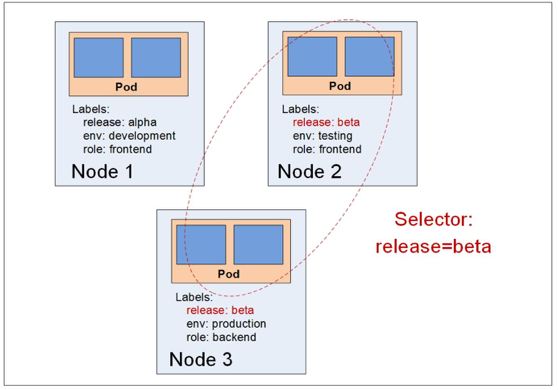 Pod
Labels:
release: alpha
env: development
role: frontend
Node 1
Pod
Labels:
release: beta
env: testing
role: frontend
Node 2
Selector:
release=beta
Pod
Labels:
release: beta
env: production
role: backend
Node 3